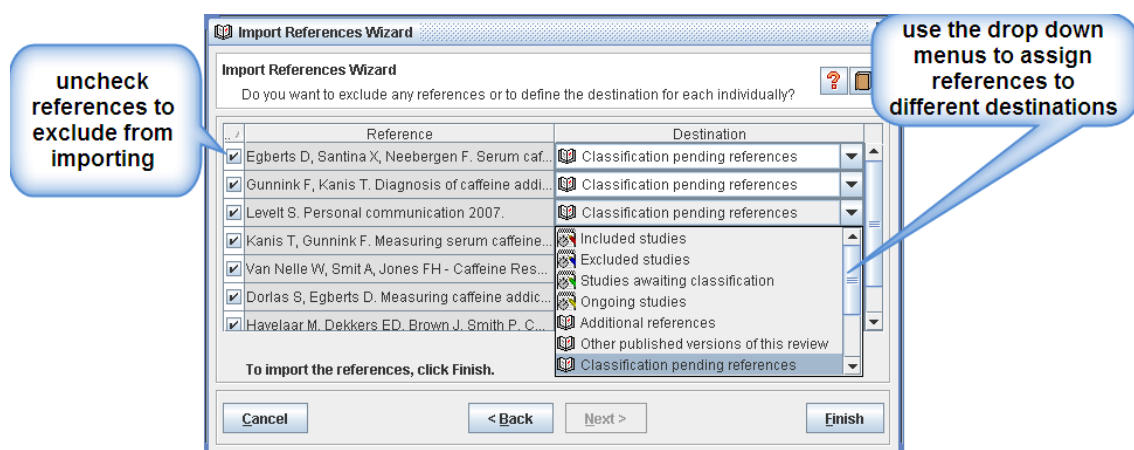 Import References Wizard
uncheck
references to
exclude from
importing
use the drop down
menus to assign
references to
different destinations
Import References Wizard
Do you want to exclude any references or to define the destination for each individually?
?
.. Reference Destination
Egberts D, Santina X, Neebergen F. Serum caf... Classification pending references
Gunnink F, Kanis T. Diagnosis of caffeine addi... Classification pending references
Levelt S. Personal communication 2007. Classification pending references
Kanis T, Gunnink F. Measuring serum caffeine... Included studies
Excluded studies
Van Nelle W, Smit A, Jones FH - Caffeine Res... Studies awaiting classification
Dorlas S, Egberts D. Measuring caffeine addic... Ongoing studies
Additional references
Havelaar M, Dekkers ED, Brown J, Smith P, C... Other published versions of this review
Classification pending references
To import the references, click Finish.
Cancel < Back Next > Finish